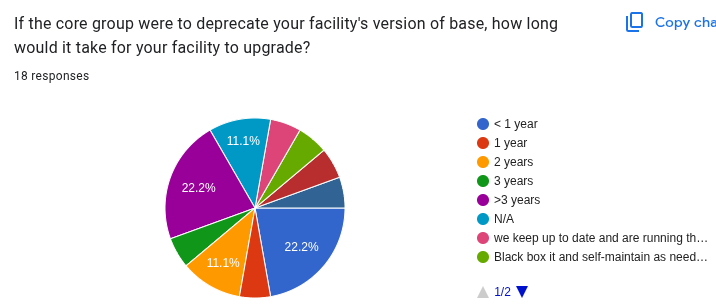 If the core group were to deprecate your facility's version of base, how long
would it take for your facility to upgrade?
Copy cha
18 responses
11.1%
22.2%
22.2%
11.1%
< 1 year
1 year
2 years
3 years
>3 years
N/A
we keep up to date and are running th…
Black box it and self-maintain as need…
1/2